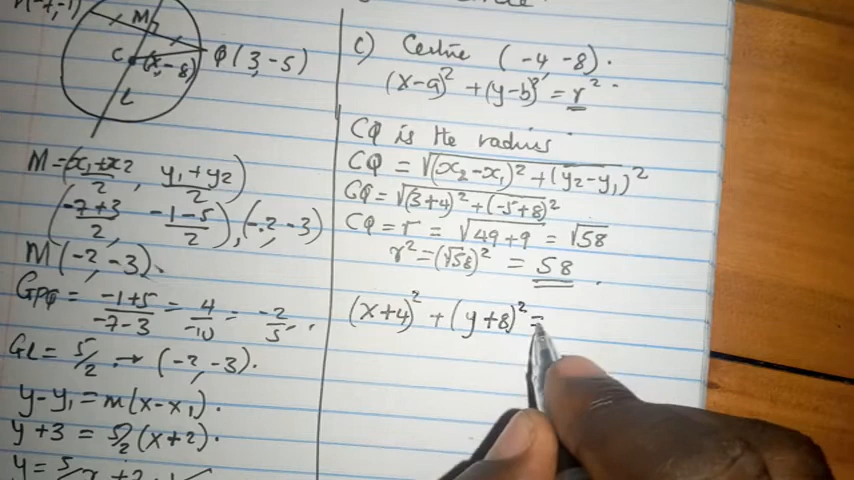 M
C (x, -8) Q (3, -5)
L
M = (x₁+x₂/2, y₁+y₂/2)
(-7+3/2, -1-5/2), (-2, -3)
M(-2, -3).
G_PQ = -1+5/-7-3 = 4/-10 = -2/5.
G_L = 5/2 → (-2, -3).
y-y₁ = m(x-x₁).
y+3 = 5/2(x+2).
c) Centre (-4, -8).
(x-a)² + (y-b)² = r².
CQ is the radius
CQ = √(x₂-x₁)² + (y₂-y₁)²
CQ = √(3+4)² + (-5+8)²
CQ = r = √49+9 = √58
r² = (√58)² = 58.
(x+4)² + (y+8)² =